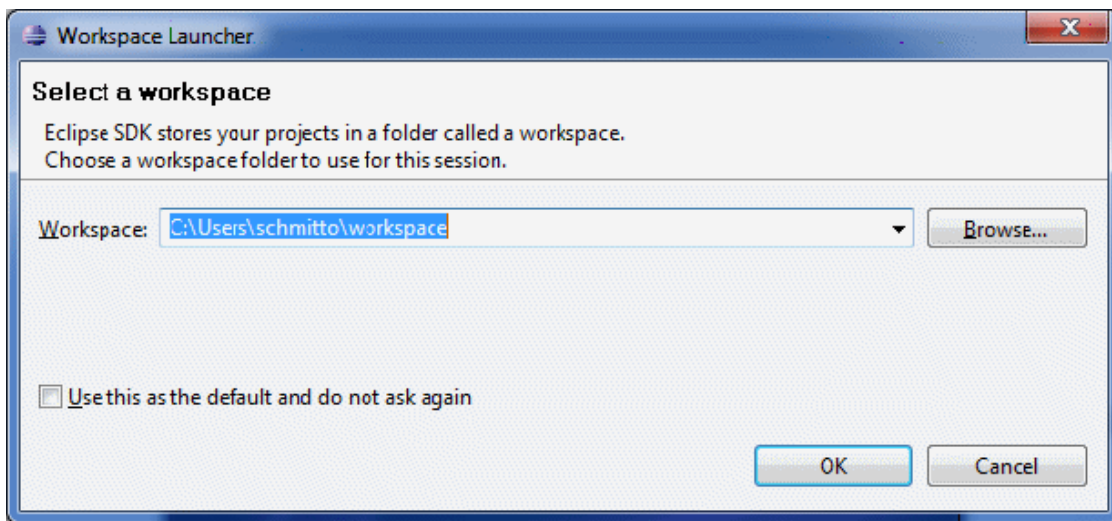 Workspace Launcher
Select a workspace
Eclipse SDK stores your projects in a folder called a workspace.
Choose a workspace folder to use for this session.
Workspace: C:\Users\schmitto\workspace Browse...
Use this as the default and do not ask again
OK Cancel